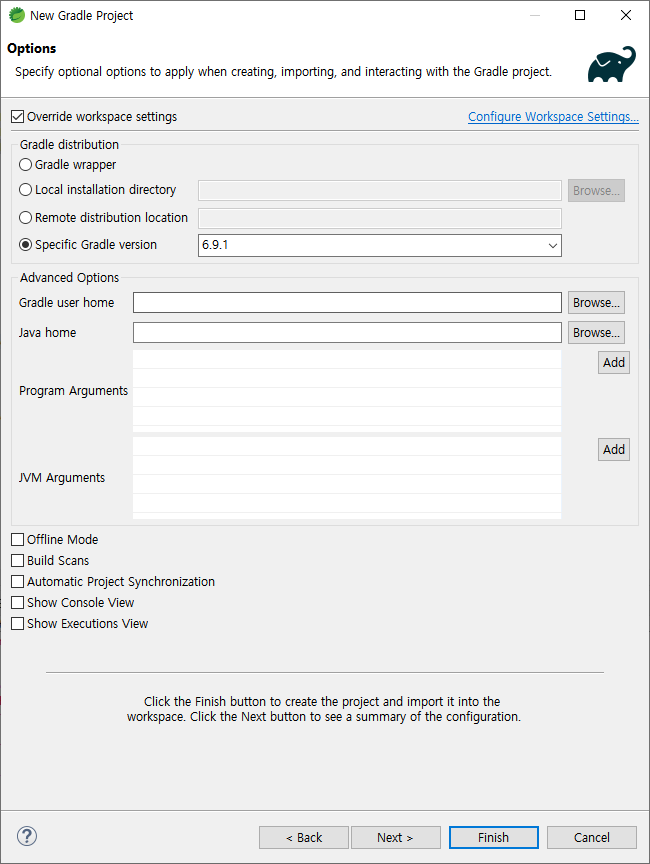 New Gradle Project
Options
Specify optional options to apply when creating, importing, and interacting with the Gradle project.
Override workspace settings
Configure Workspace Settings...
Gradle distribution
Gradle wrapper
Local installation directory
Browse...
Remote distribution location
Specific Gradle version
6.9.1
Advanced Options
Gradle user home
Browse...
Java home
Browse...
Program Arguments
Add
JVM Arguments
Add
Offline Mode
Build Scans
Automatic Project Synchronization
Show Console View
Show Executions View
Click the Finish button to create the project and import it into the
workspace. Click the Next button to see a summary of the configuration.
?
< Back
Next >
Finish
Cancel